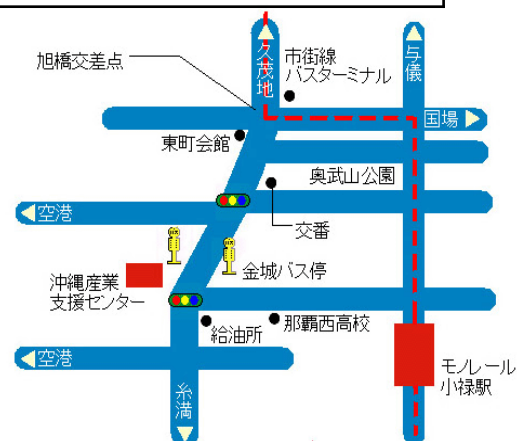 旭橋交差点
久茂地
市街線
バスターミナル
与儀
国場
東町会館
奥武山公園
空港
交番
金城バス停
沖縄産業
支援センター
給油所
那覇西高校
空港
糸満
モノレール
小禄駅